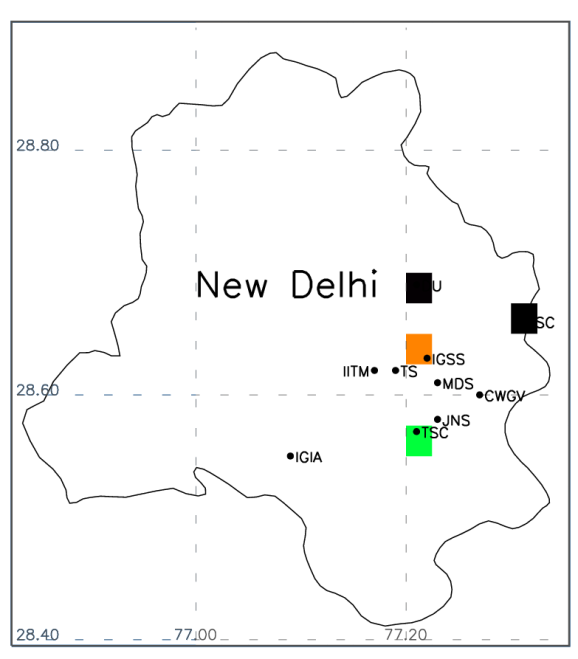 28.80
New Delhi
U
SC
IGSS
IITM
TS
MDS
28.60
CWGV
JNS
TSC
IGIA
28.40
77.00
77.20